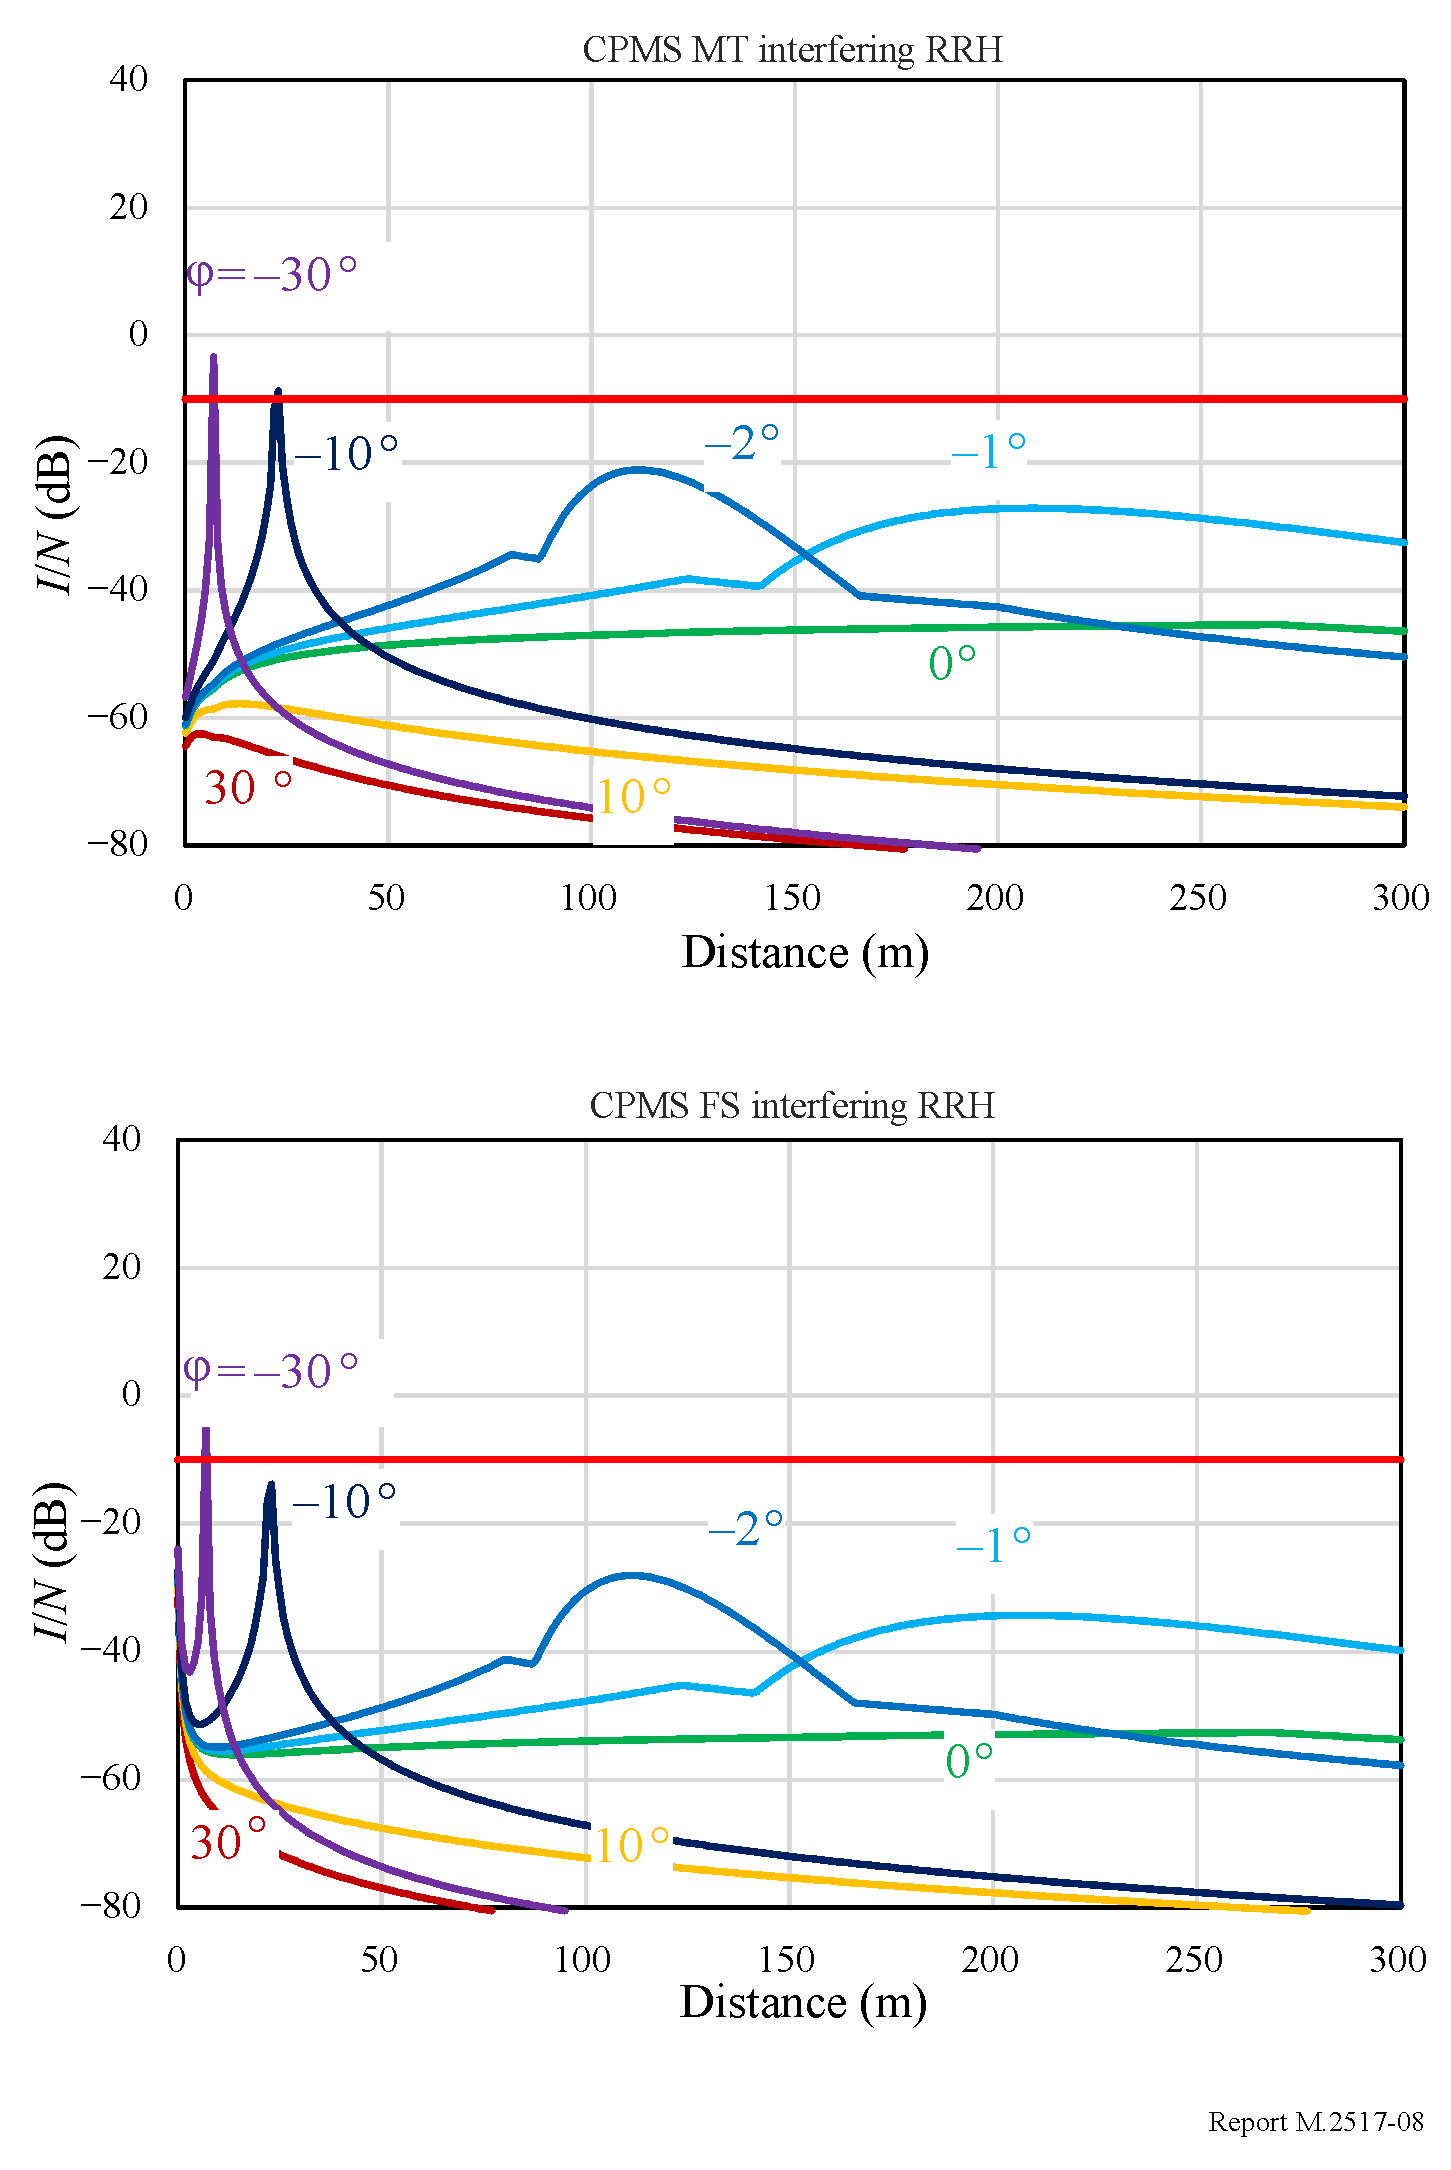 CPMS MT interfering RRH
40
20
φ=–30°
0
–10°
–2°
–1°
−20
I/N (dB)
−40
0°
−60
30 °
10°
−80
0 50 100 150 200 250 300
Distance (m)
CPMS FS interfering RRH
40
20
φ=–30°
0
–10°
–2°
–1°
−20
I/N (dB)
−40
0°
−60
30°
10°
−80
0 50 100 150 200 250 300
Distance (m)
Report M.2517-08